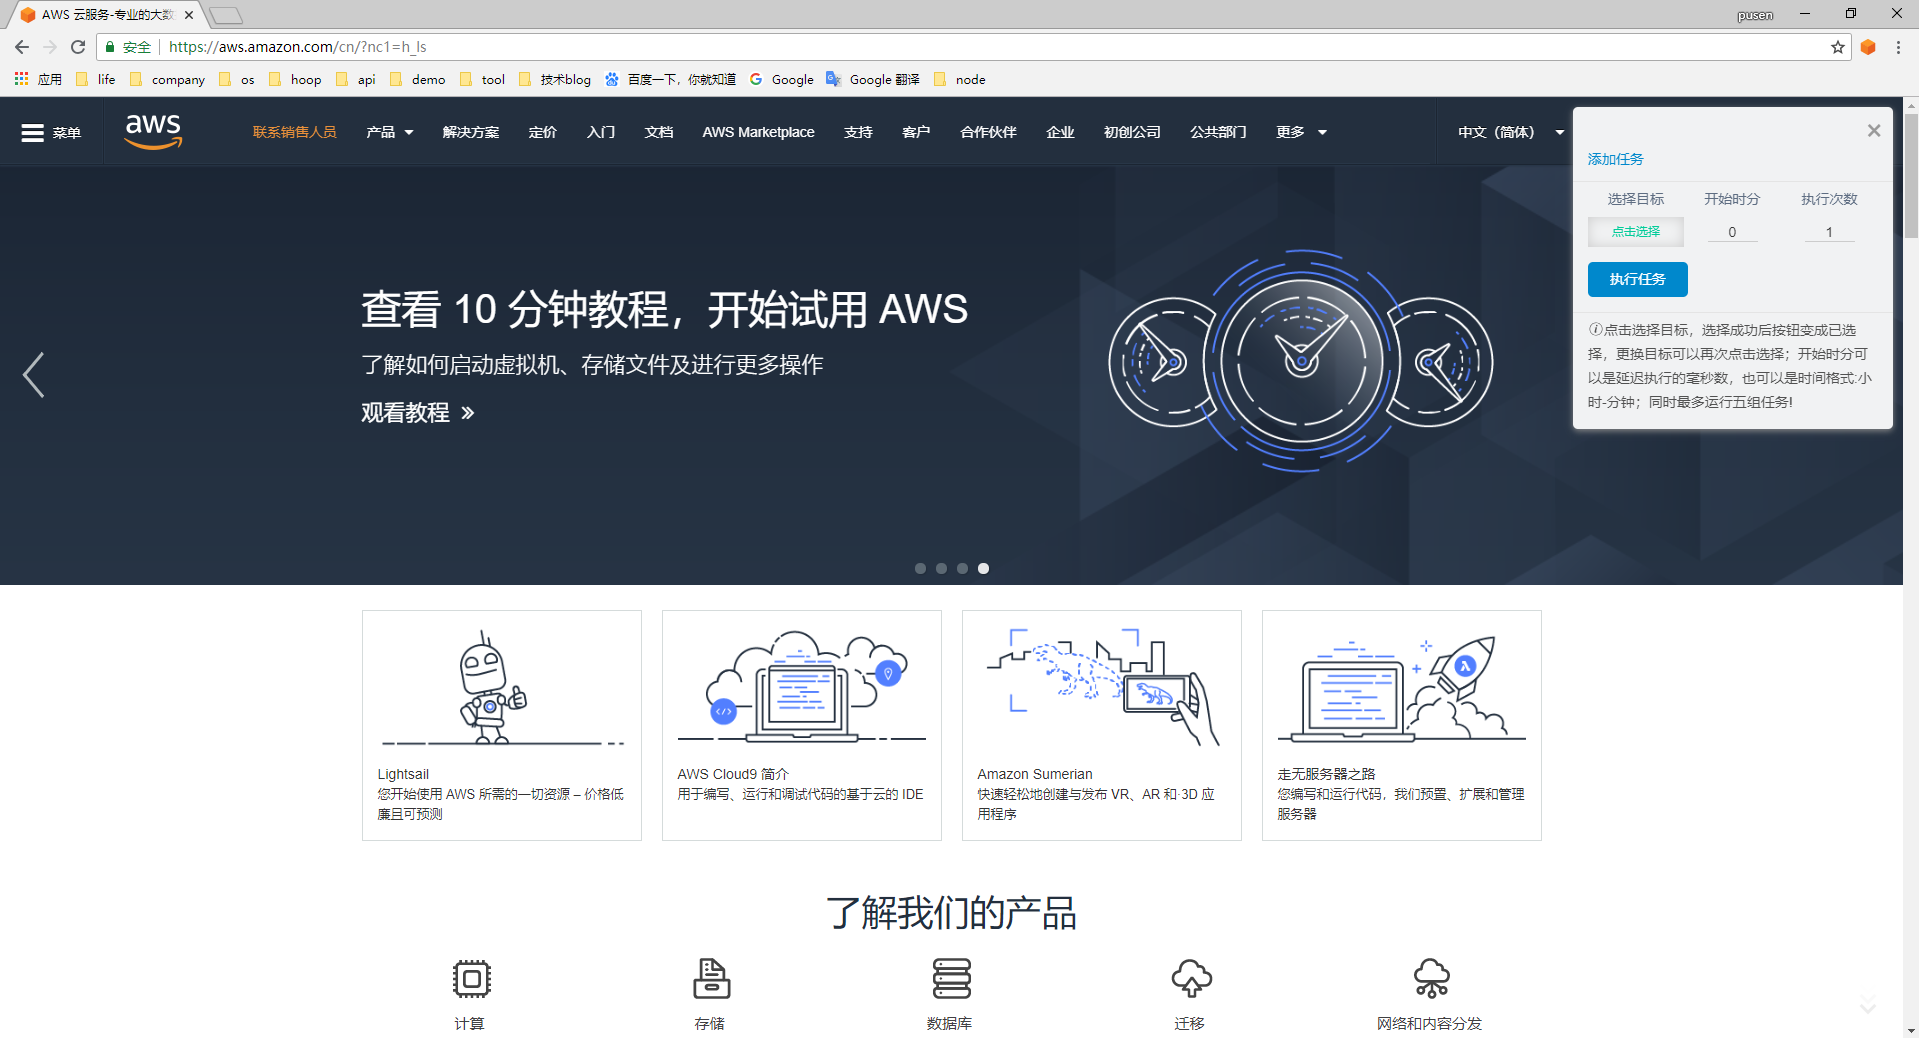 AWS 云服务-专业的大数
pusen
安全 https://aws.amazon.com/cn/?nc1=h_ls
应用 life company os hoop api demo tool 技术blog 百度一下，你就知道 Google Google 翻译 node
菜单 aws 联系销售人员 产品 解决方案 定价 入门 文档 AWS Marketplace 支持 客户 合作伙伴 企业 初创公司 公共部门 更多 中文（简体）
添加任务
选择目标 开始时分 执行次数
点击选择 0 1
执行任务
点击选择目标，选择成功后按钮变成已选
择，更换目标可以再次点击选择；开始时分可
以是延迟执行的毫秒数，也可以是时间格式:小
时-分钟；同时最多运行五组任务!
查看 10 分钟教程，开始试用 AWS
了解如何启动虚拟机、存储文件及进行更多操作
观看教程 »
Lightsail
您开始使用 AWS 所需的一切资源 – 价格低
廉且可预测
AWS Cloud9 简介
用于编写、运行和调试代码的基于云的 IDE
Amazon Sumerian
快速轻松地创建与发布 VR、AR 和 3D 应
用程序
走无服务器之路
您编写和运行代码，我们预置、扩展和管理
服务器
了解我们的产品
计算 存储 数据库 迁移 网络和内容分发